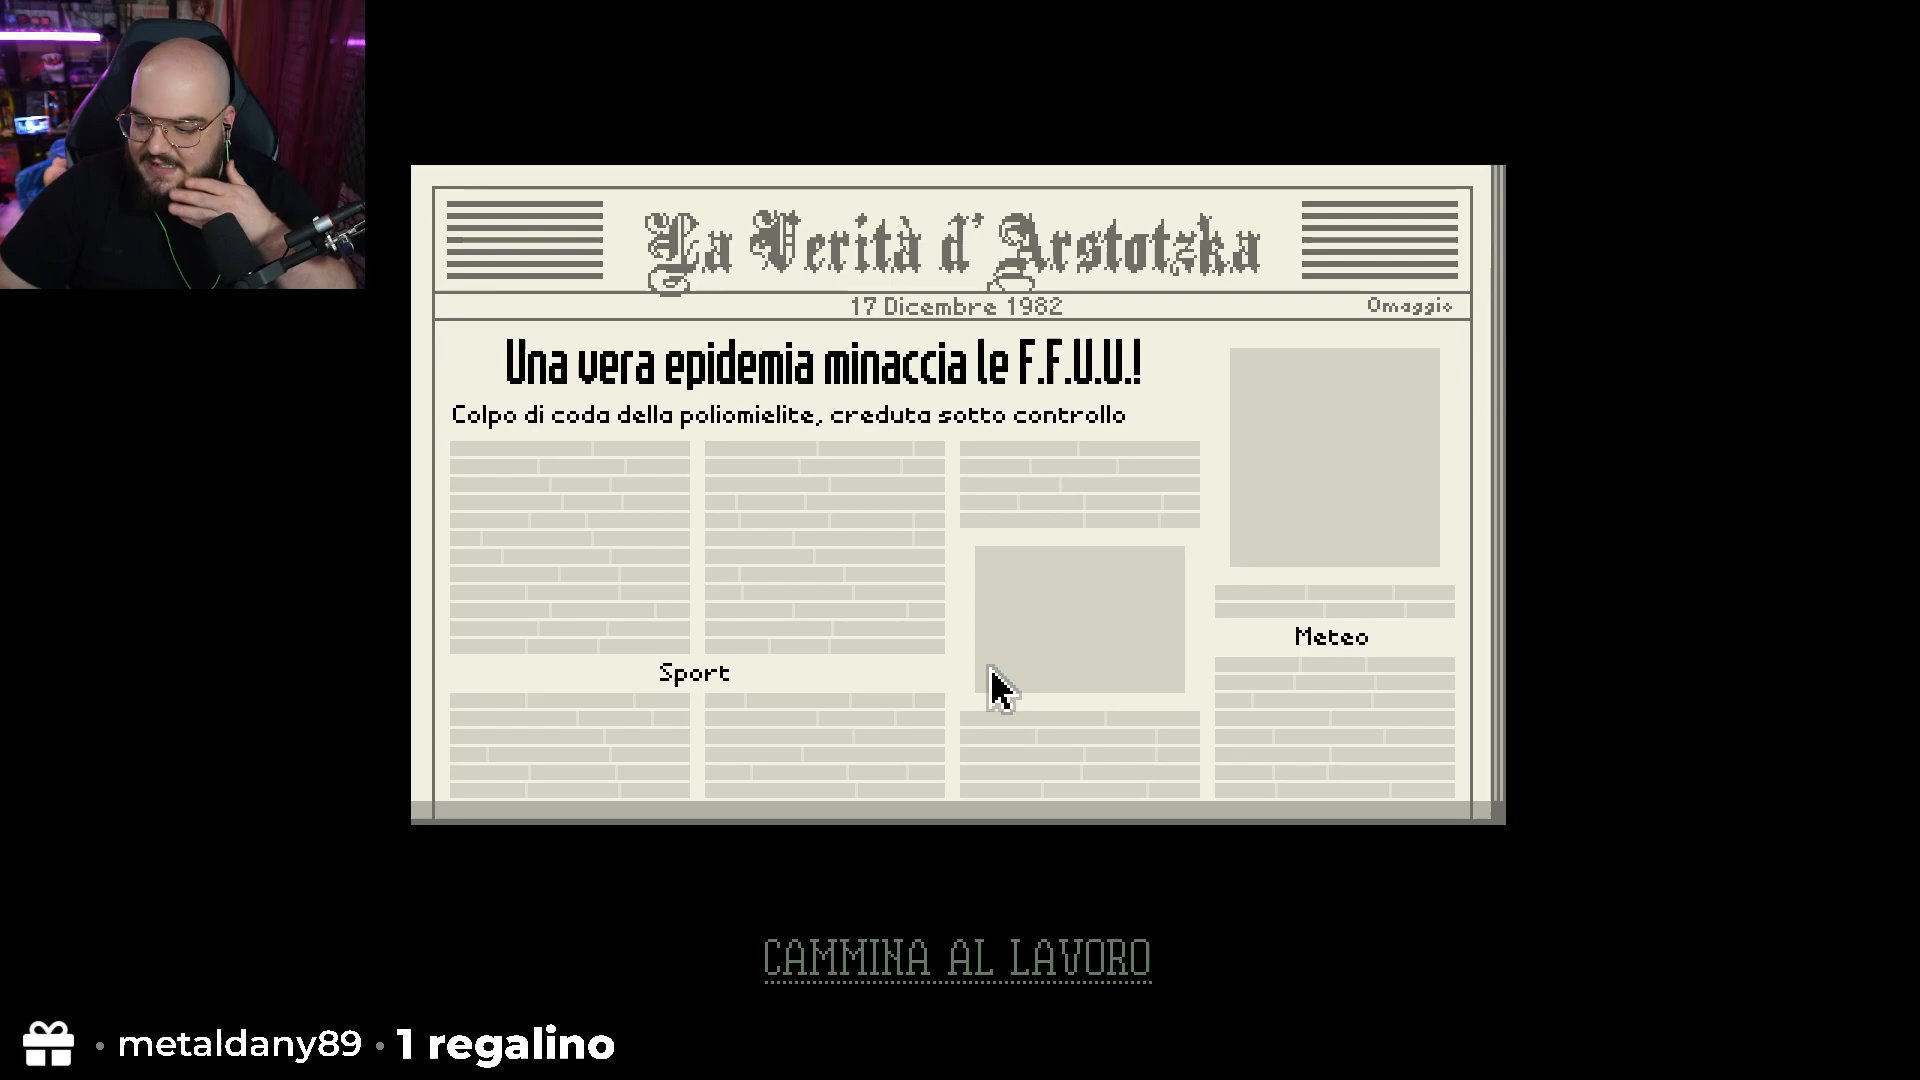 La Verità d'Arstotzka
17 Dicembre 1982
Omaggio
Una vera epidemia minaccia le F.F.U.U.!
Colpo di coda della poliomielite, creduta sotto controllo
Sport
Meteo
CAMMINA AL LAVORO
• metaldany89 • 1 regalino